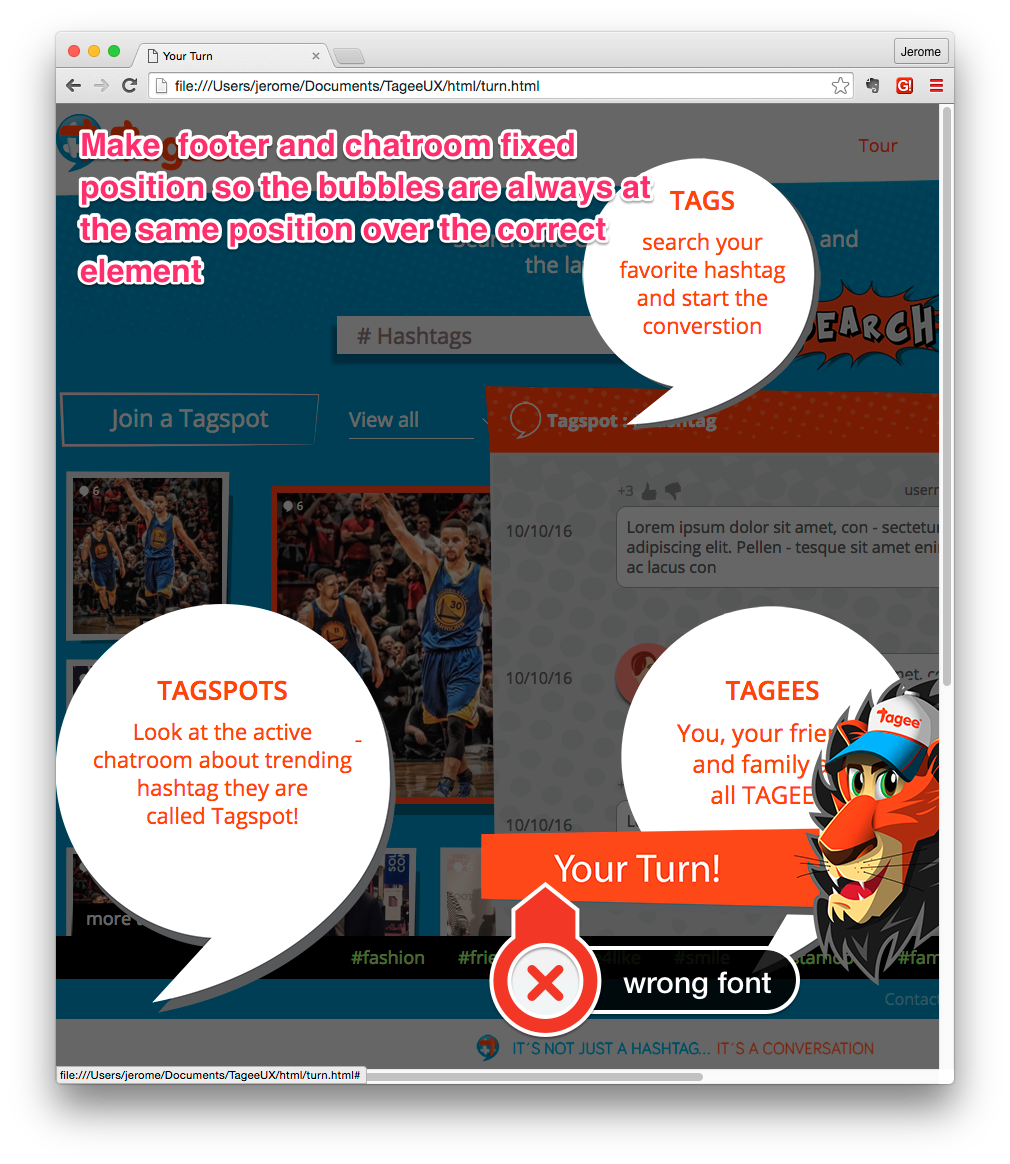 Your Turn
Jerome
file:///Users/jerome/Documents/TageeUX/html/turn.html
Make footer and chatroom fixed
position so the bubbles are always at
the same position over the correct
element
Tour
TAGS
search your
favorite hashtag
and start the
converstion
and
the la
SEARCH
# Hashtags
Join a Tagspot
View all
Tagspot :
6
6
+3
usern
10/10/16
Lorem ipsum dolor sit amet, con - sectetur
adipiscing elit. Pellen - tesque sit amet eni
ac lacus con
10/10/16
TAGSPOTS
Look at the active
chatroom about trending
hashtag they are
called Tagspot!
TAGEES
You, your frie
and family
all TAGEE
Tagee
10/10/16
Your Turn!
more
#fashion
#frie
4like
#smile
#fam
wrong font
Contact
IT´S NOT JUST A HASHTAG... IT´S A CONVERSATION
file:///Users/jerome/Documents/TageeUX/html/turn.html#